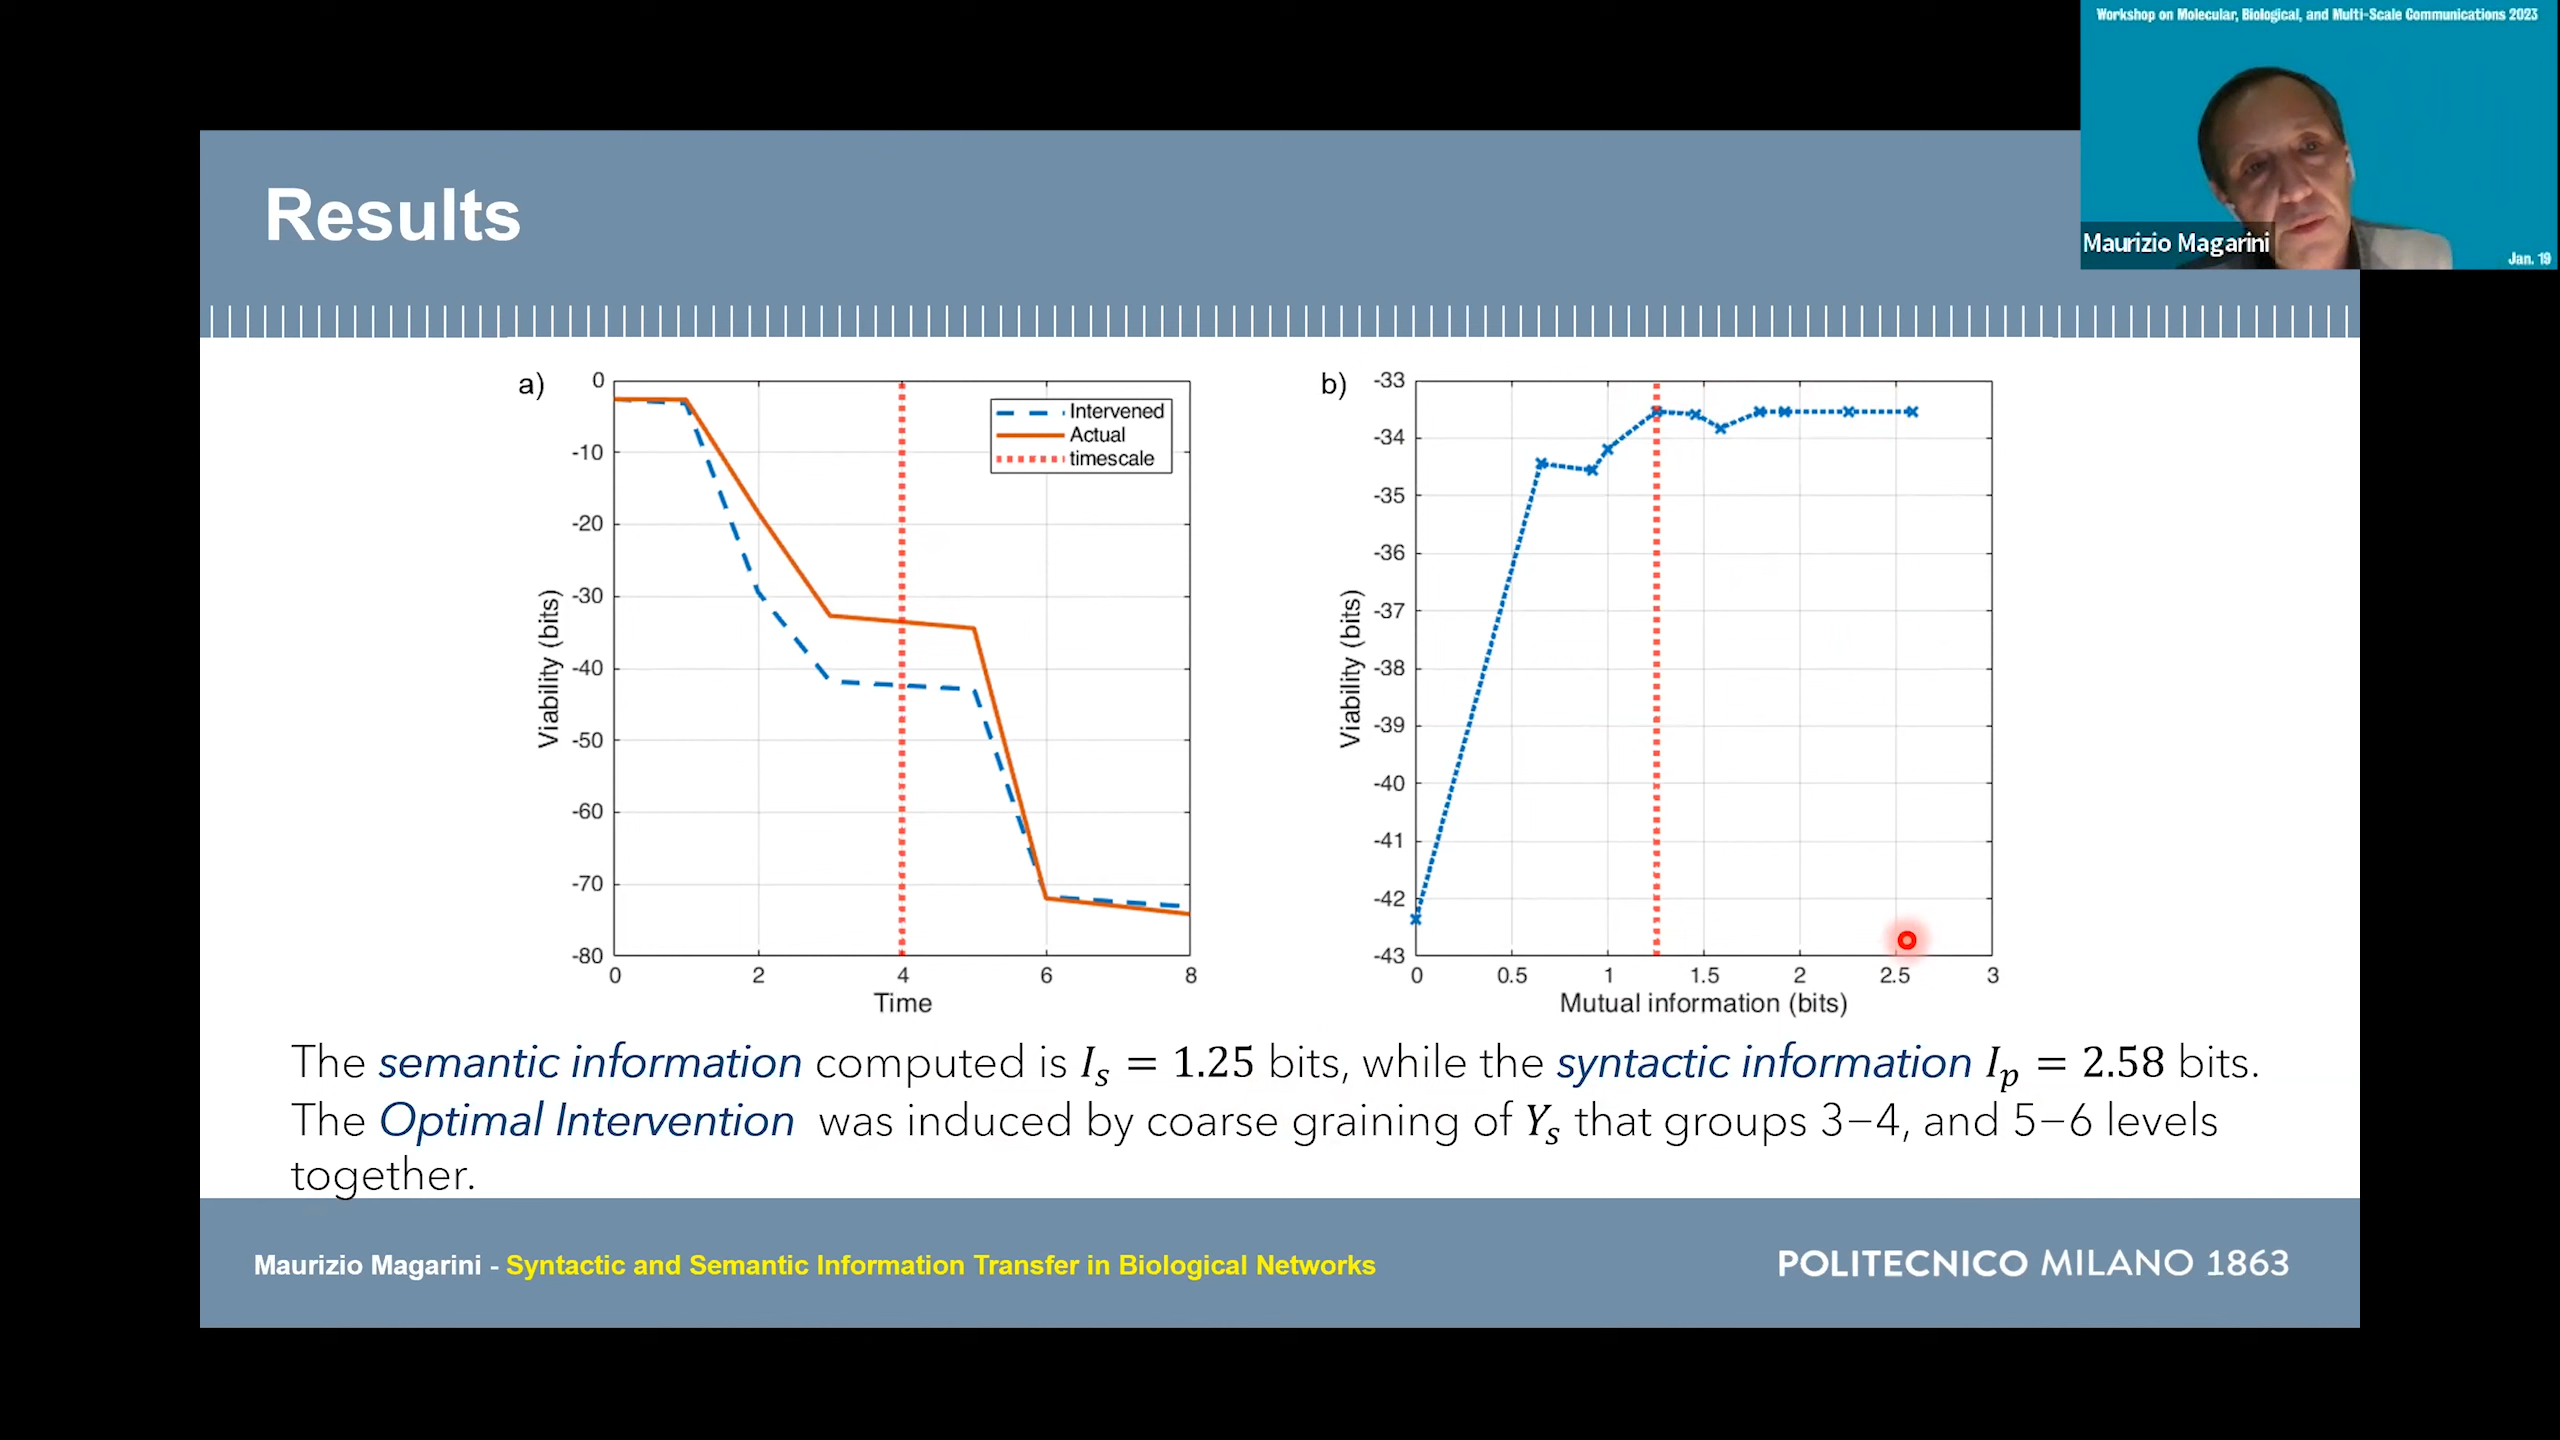 Workshop on Molecular, Biological, and Multi-Scale Communications 2023
Maurizio Magarini
Jan. 19
Results
a)
0
-10
-20
-30
-40
-50
-60
-70
-80
Viability (bits)
Intervened
Actual
timescale
0 2 4 6 8
Time
b)
-33
-34
-35
-36
-37
-38
-39
-40
-41
-42
-43
Viability (bits)
0 0.5 1 1.5 2 2.5 3
Mutual information (bits)
The semantic information computed is Iₛ = 1.25 bits, while the syntactic information Iₚ = 2.58 bits.
The Optimal Intervention was induced by coarse graining of Yₛ that groups 3−4, and 5−6 levels
together.
Maurizio Magarini - Syntactic and Semantic Information Transfer in Biological Networks
POLITECNICO MILANO 1863